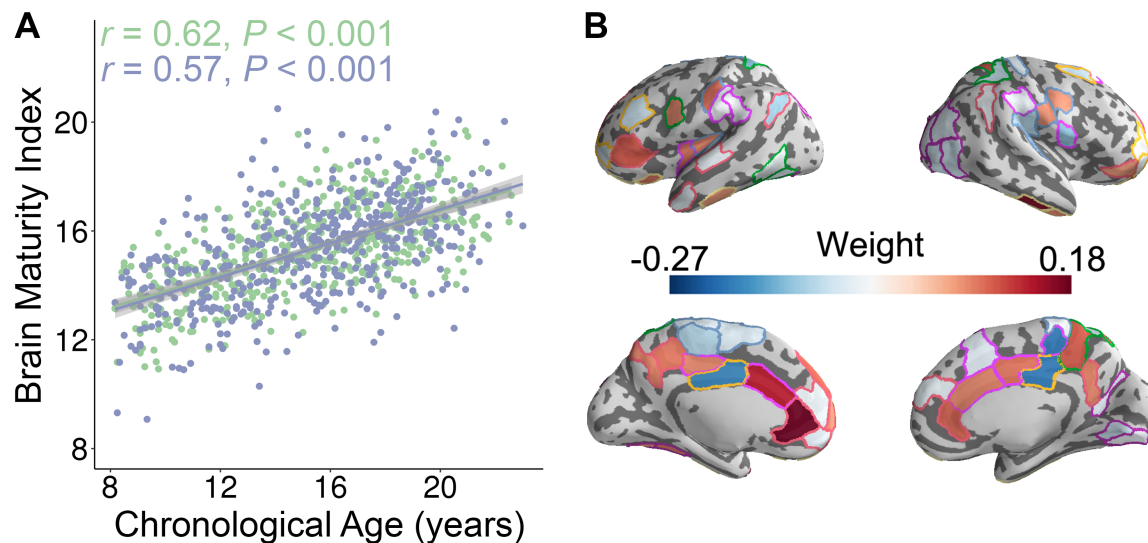 A
r = 0.62, P < 0.001
r = 0.57, P < 0.001
Brain Maturity Index
20
16
12
8
8 12 16 20
Chronological Age (years)
B
Weight
-0.27 0.18